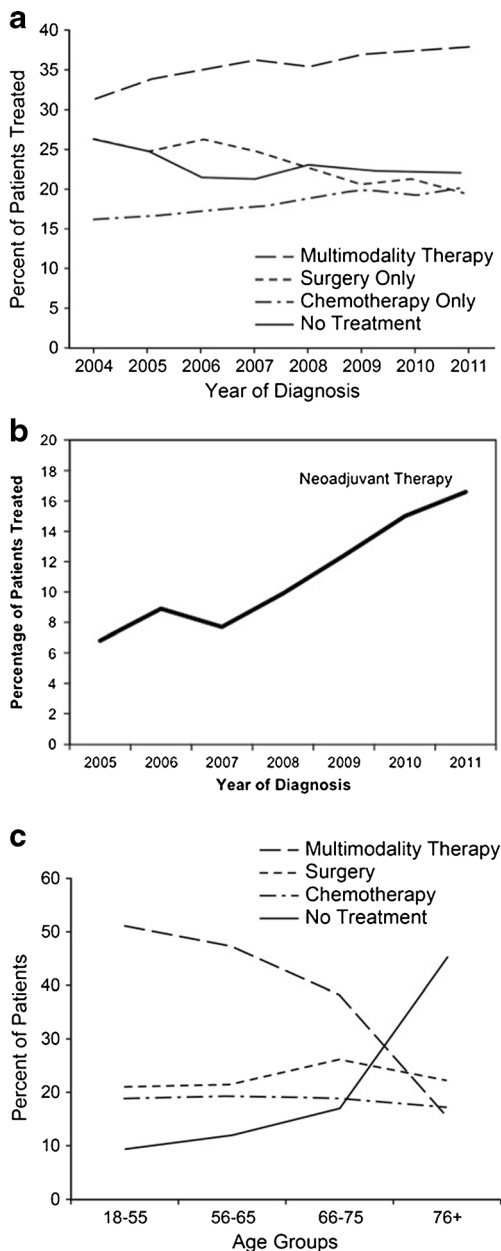 a
40
35
30
25
20
15
10
5
0
Percent of Patients Treated
Multimodality Therapy
Surgery Only
Chemotherapy Only
No Treatment
2004 2005 2006 2007 2008 2009 2010 2011
Year of Diagnosis
b
20
18
16
14
12
10
8
6
4
2
0
Percentage of Patients Treated
Neoadjuvant Therapy
2005 2006 2007 2008 2009 2010 2011
Year of Diagnosis
c
Multimodality Therapy
Surgery
Chemotherapy
No Treatment
60
50
40
30
20
10
0
Percent of Patients
18-55 56-65 66-75 76+
Age Groups